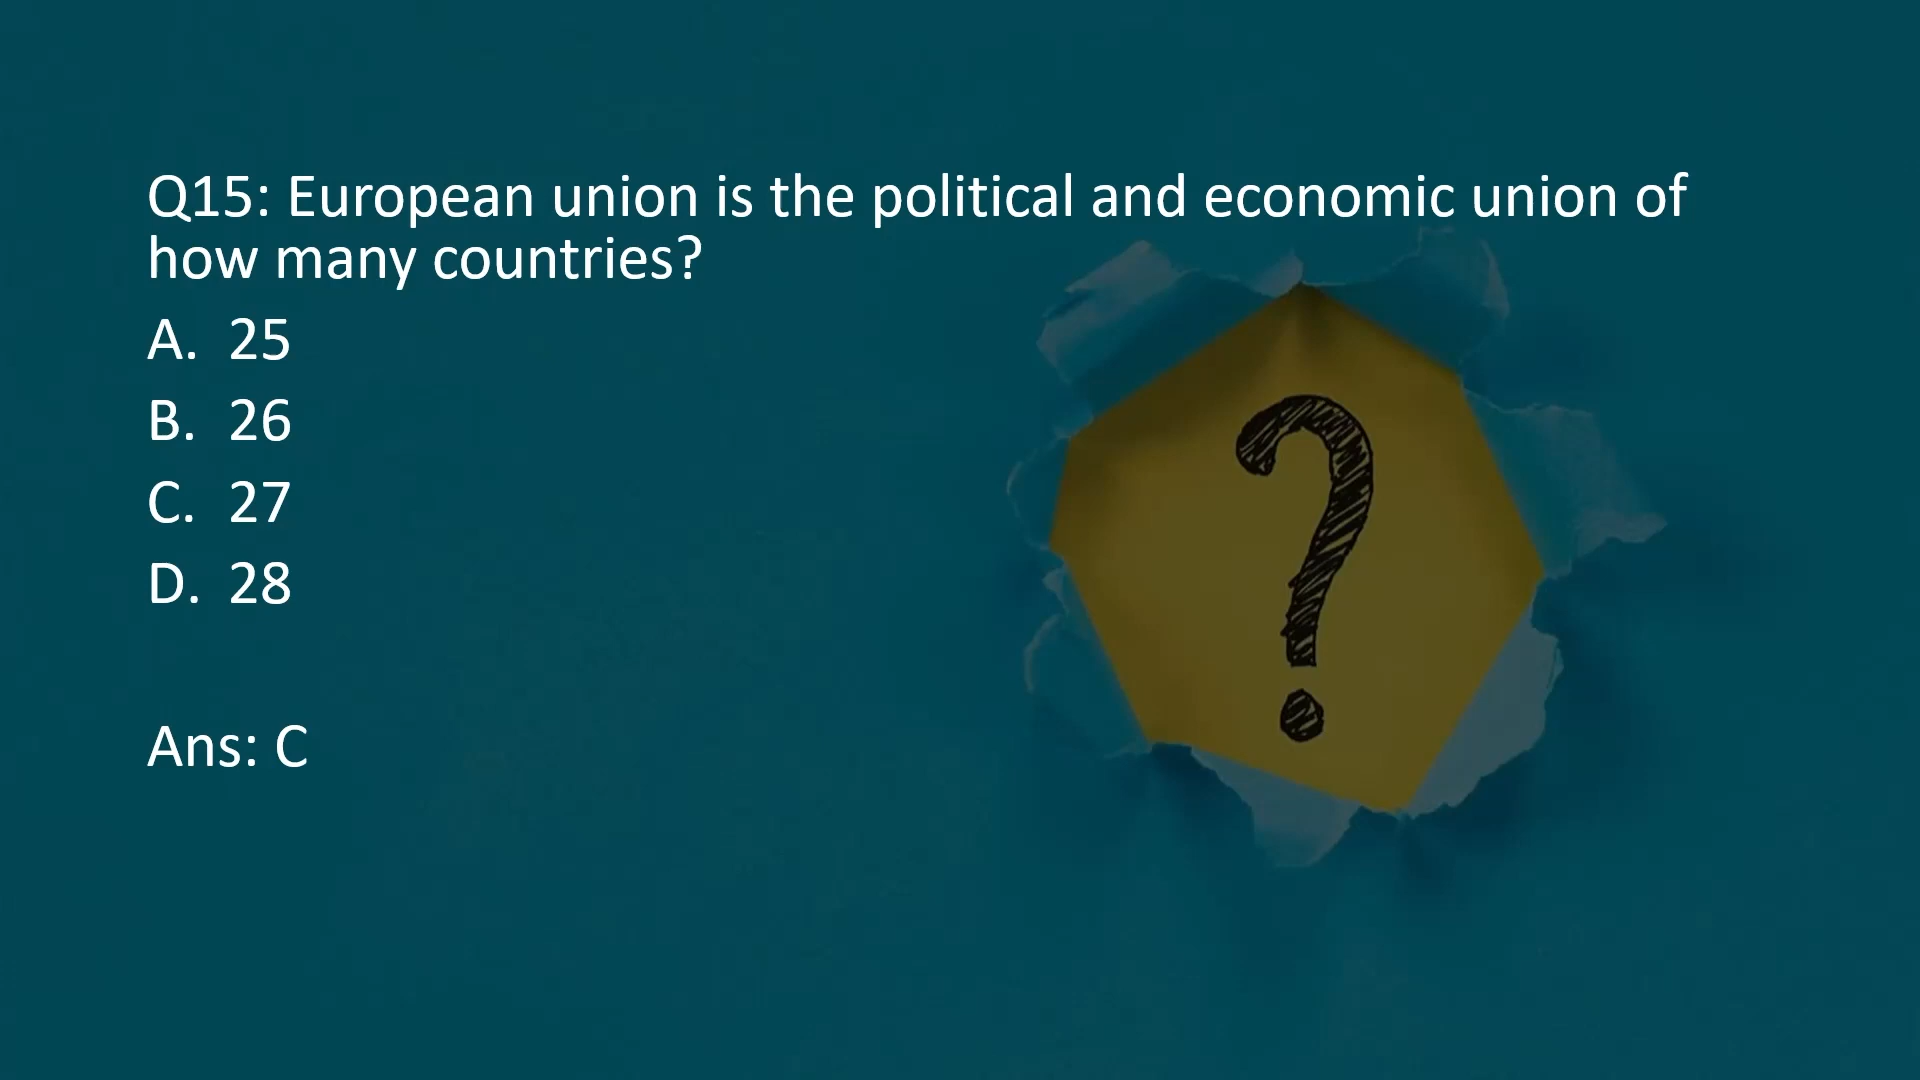 Q15: European union is the political and economic union of
how many countries?
A. 25
B. 26
C. 27
D. 28
Ans: C